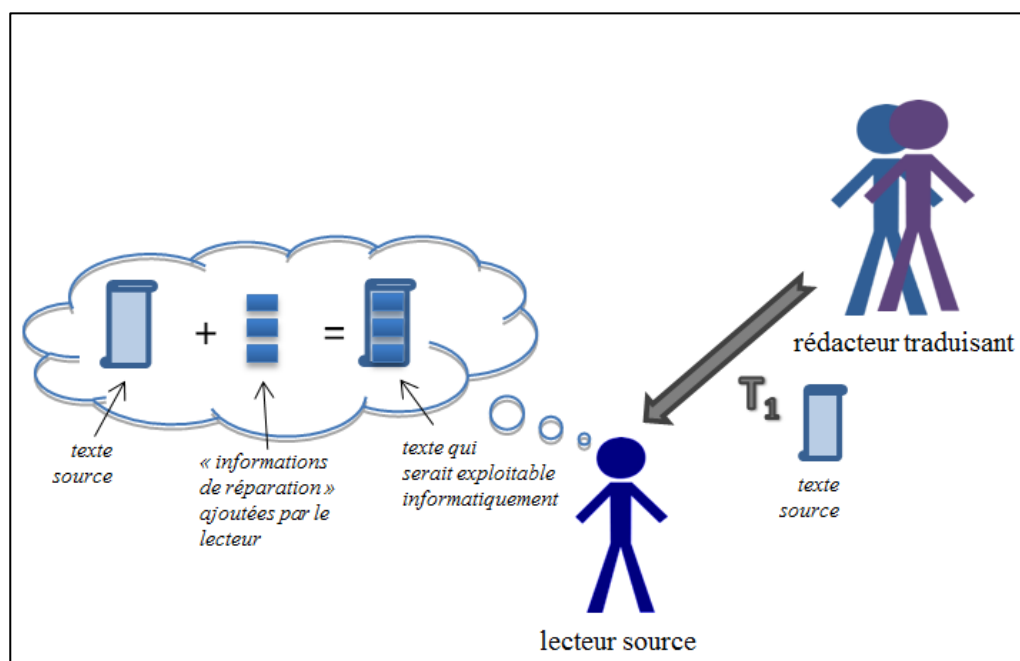 +
=
texte
source
« informations
de réparation »
ajoutées par le
lecteur
texte qui
serait exploitable
informatiquement
rédacteur traduisant
T1
texte
source
lecteur source